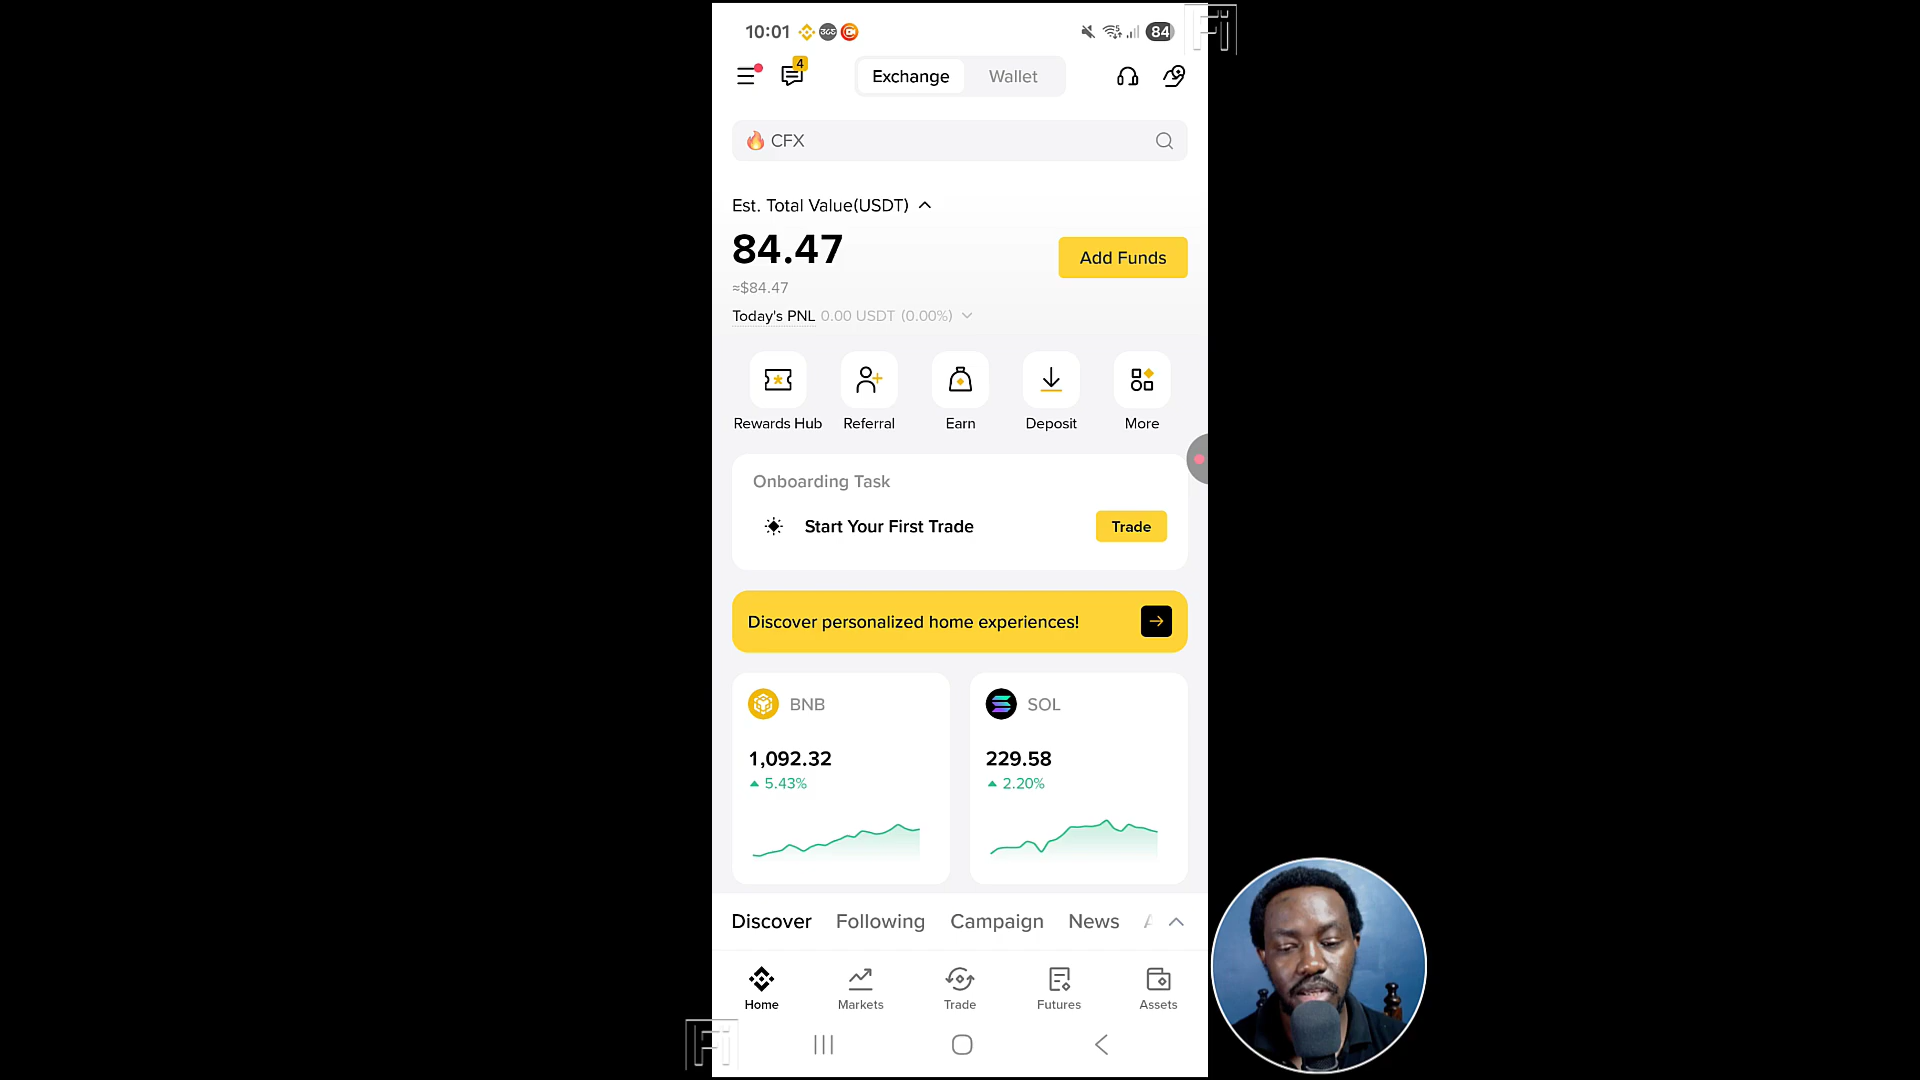 10:01
365
84
4
Exchange
Wallet
CFX
Est. Total Value(USDT)
84.47
Add Funds
≈$84.47
Today's PNL 0.00 USDT (0.00%)
Rewards Hub
Referral
Earn
Deposit
More
Onboarding Task
Start Your First Trade
Trade
Discover personalized home experiences!
BNB
SOL
1,092.32
229.58
5.43%
2.20%
Discover
Following
Campaign
News
Home
Markets
Trade
Futures
Assets
Fi
Fi